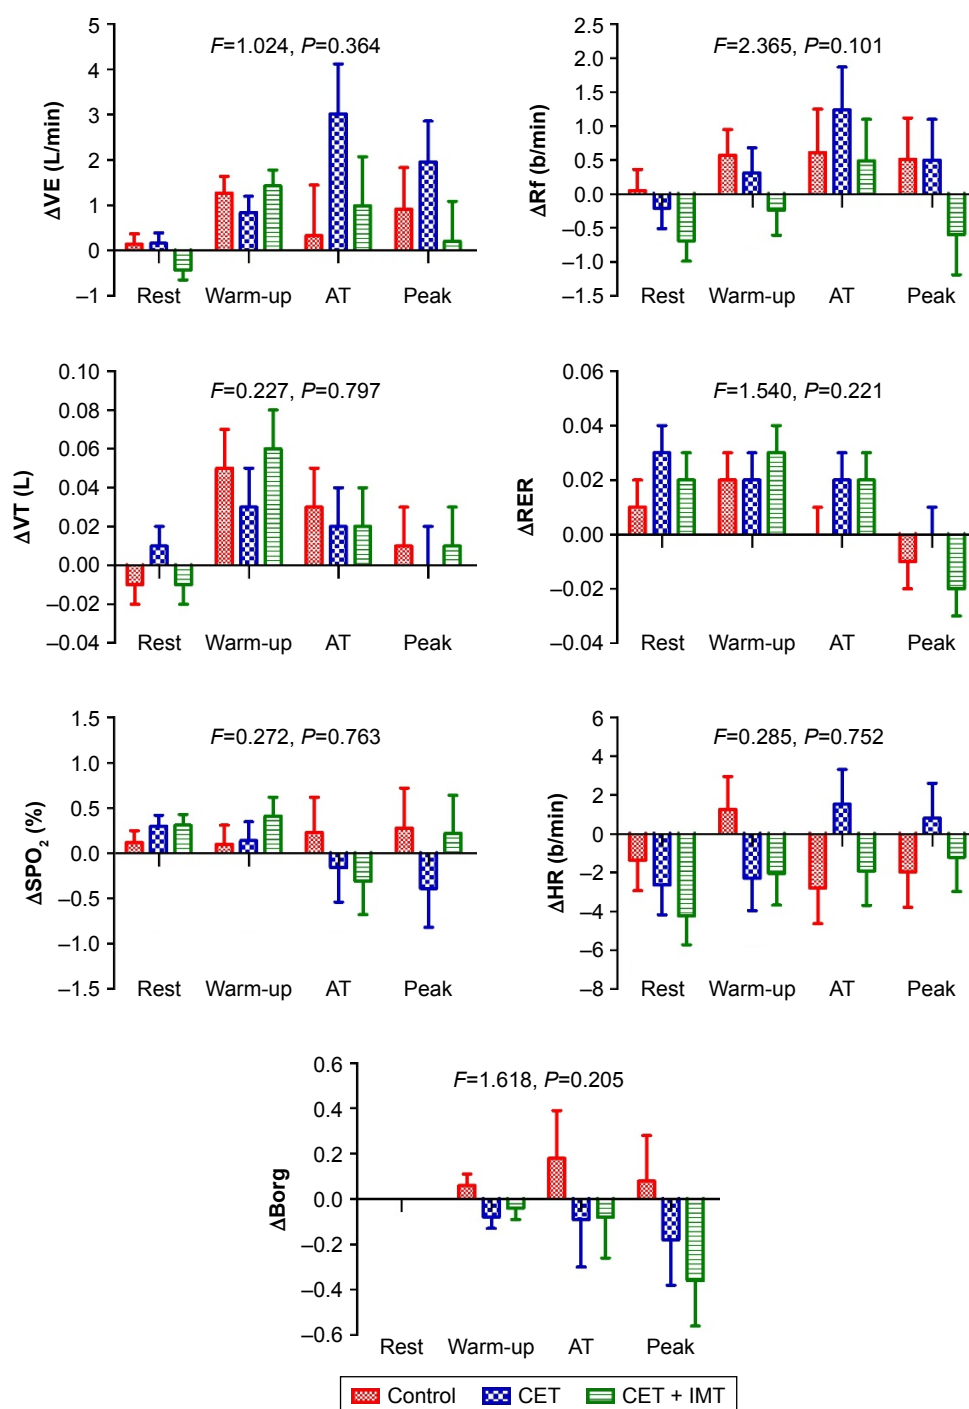 5
4
3
2
1
0
–1
ΔVE (L/min)
F=1.024, P=0.364
Rest Warm-up AT Peak
2.5
2.0
1.5
1.0
0.5
0.0
–0.5
–1.0
–1.5
ΔRf (b/min)
F=2.365, P=0.101
Rest Warm-up AT Peak
0.10
0.08
0.06
0.04
0.02
0.00
–0.02
–0.04
ΔVT (L)
F=0.227, P=0.797
Rest Warm-up AT Peak
0.06
0.04
0.02
0.00
–0.02
–0.04
ΔRER
F=1.540, P=0.221
Rest Warm-up AT Peak
1.5
1.0
0.5
0.0
–0.5
–1.0
–1.5
ΔSPO₂ (%)
F=0.272, P=0.763
Rest Warm-up AT Peak
6
4
2
0
–2
–4
–6
–8
ΔHR (b/min)
F=0.285, P=0.752
Rest Warm-up AT Peak
0.6
0.4
0.2
0.0
–0.2
–0.4
–0.6
ΔBorg
F=1.618, P=0.205
Rest Warm-up AT Peak
Control CET CET + IMT